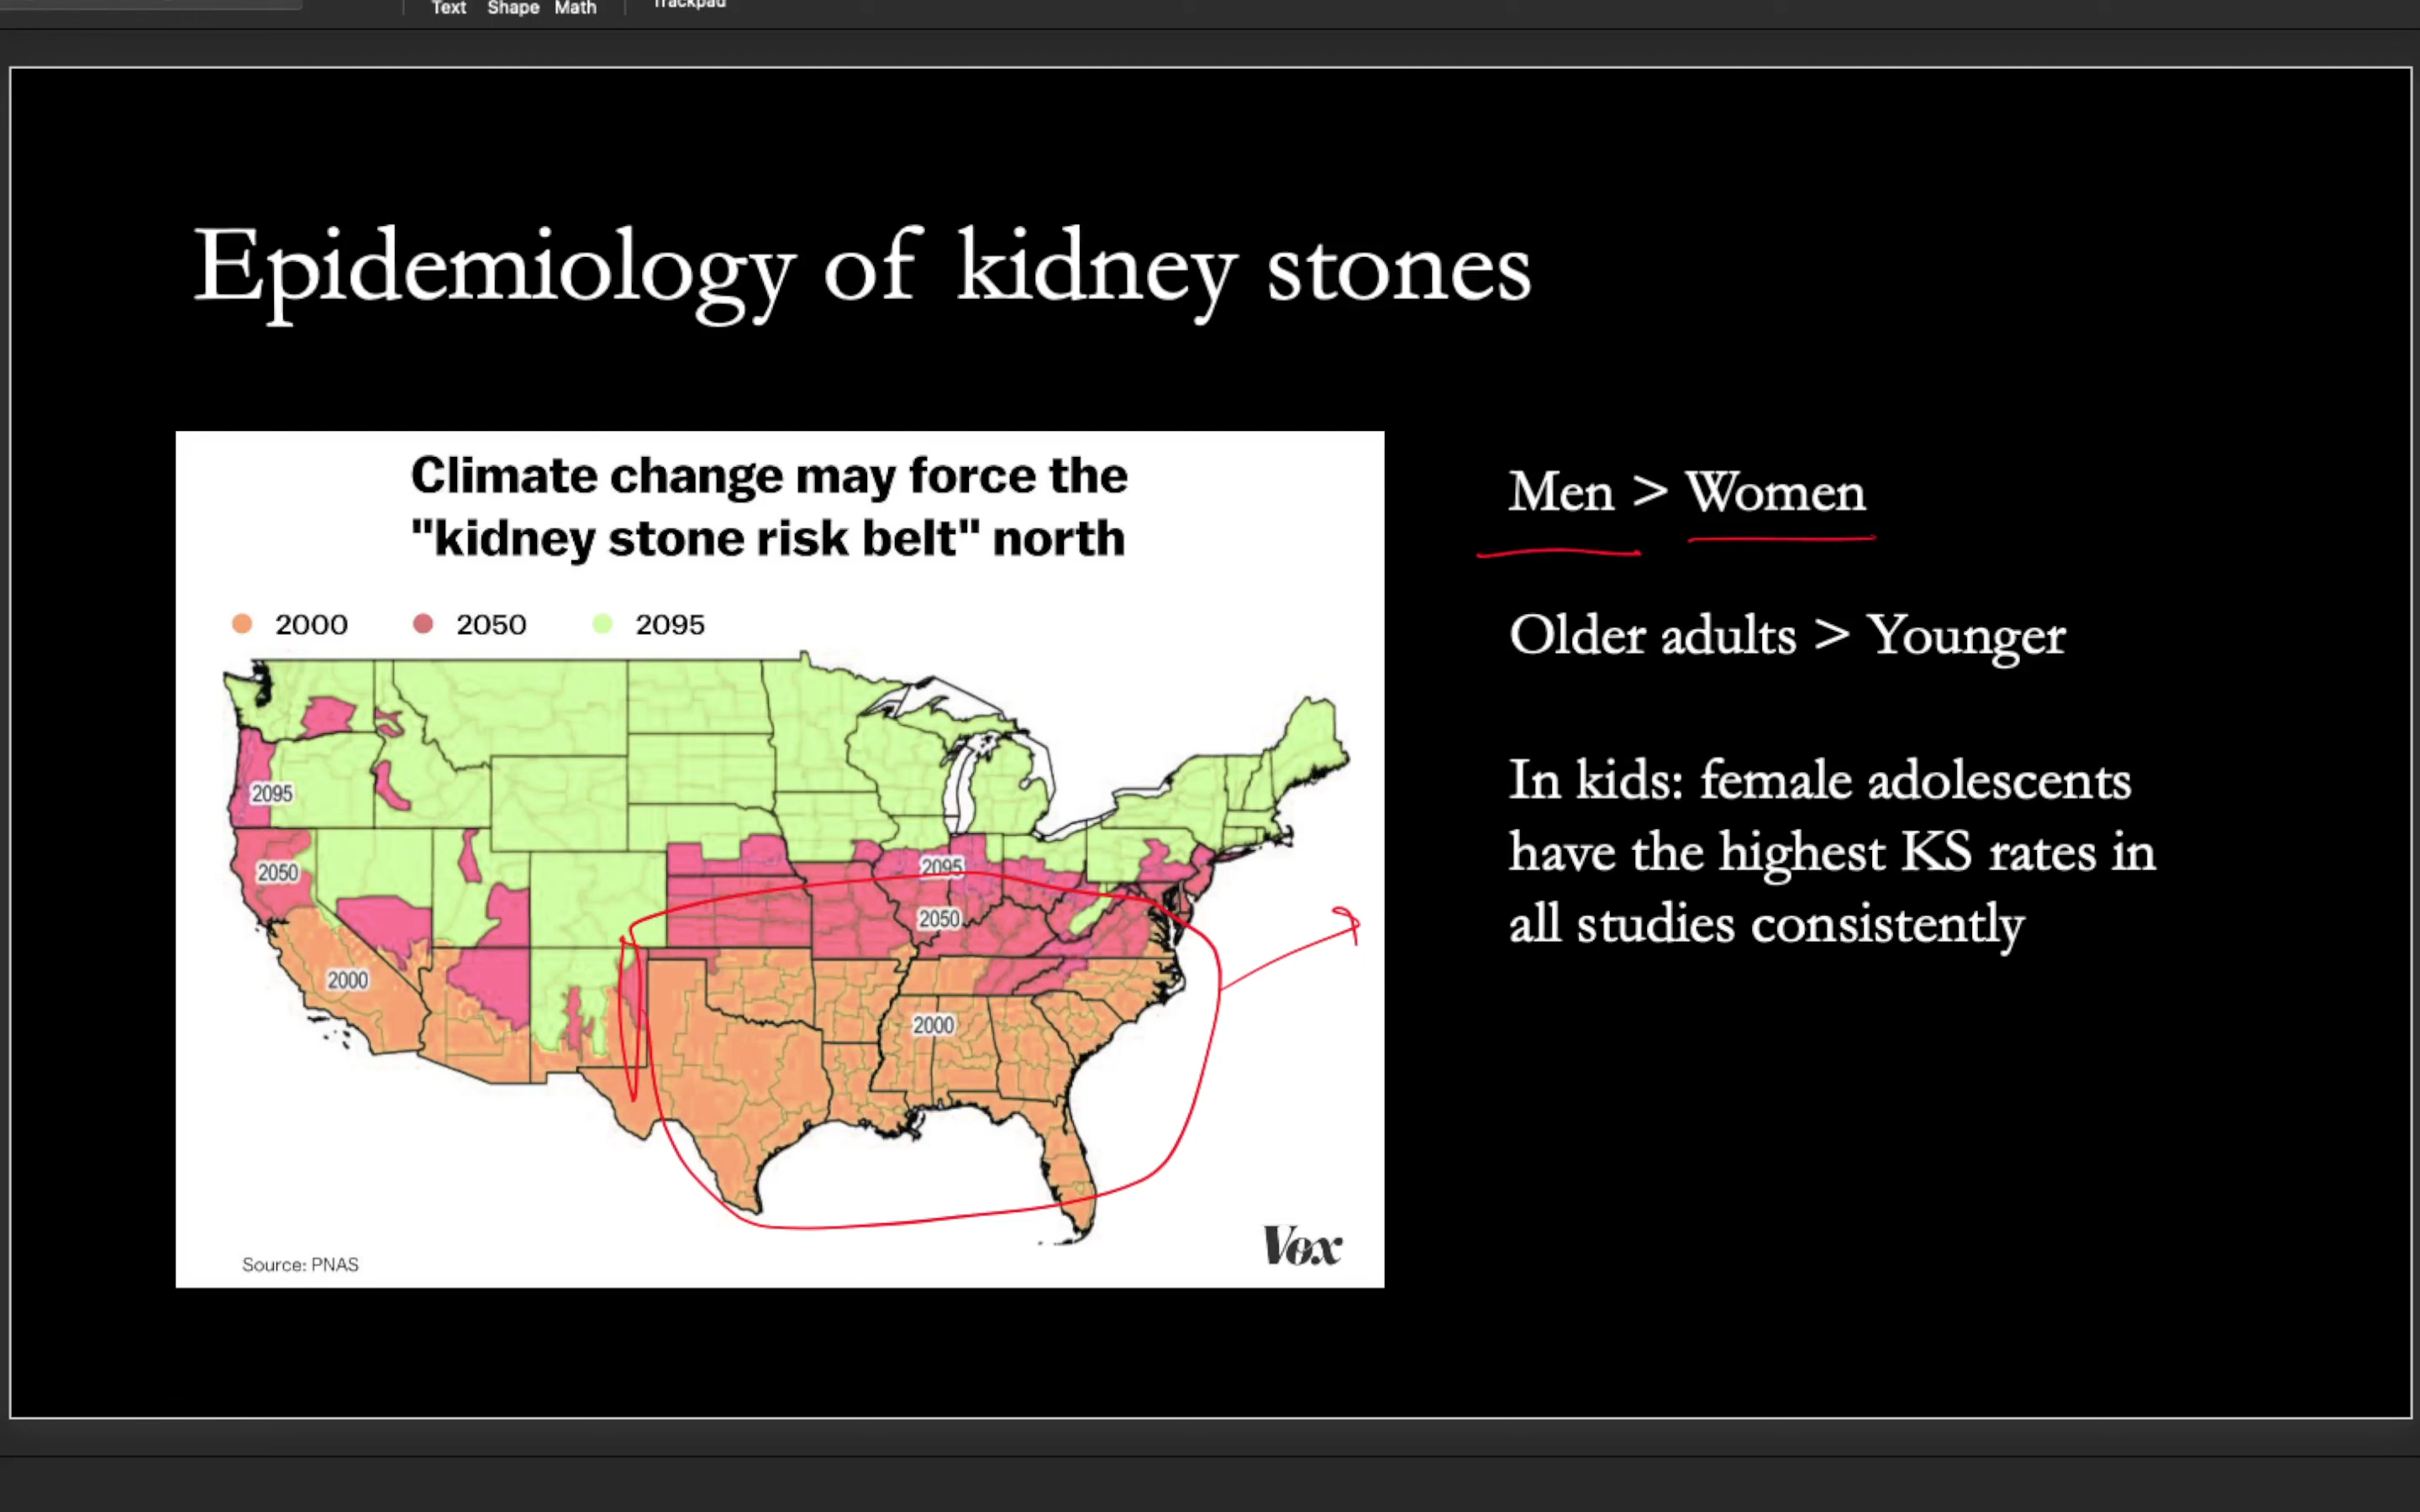 Text Shape Math
Trackpad
Epidemiology of kidney stones
Climate change may force the
"kidney stone risk belt" north
2000 2050 2095
2095
2050
2000
2095
2050
2000
Source: PNAS
Vox
Men > Women
Older adults > Younger
In kids: female adolescents
have the highest KS rates in
all studies consistently